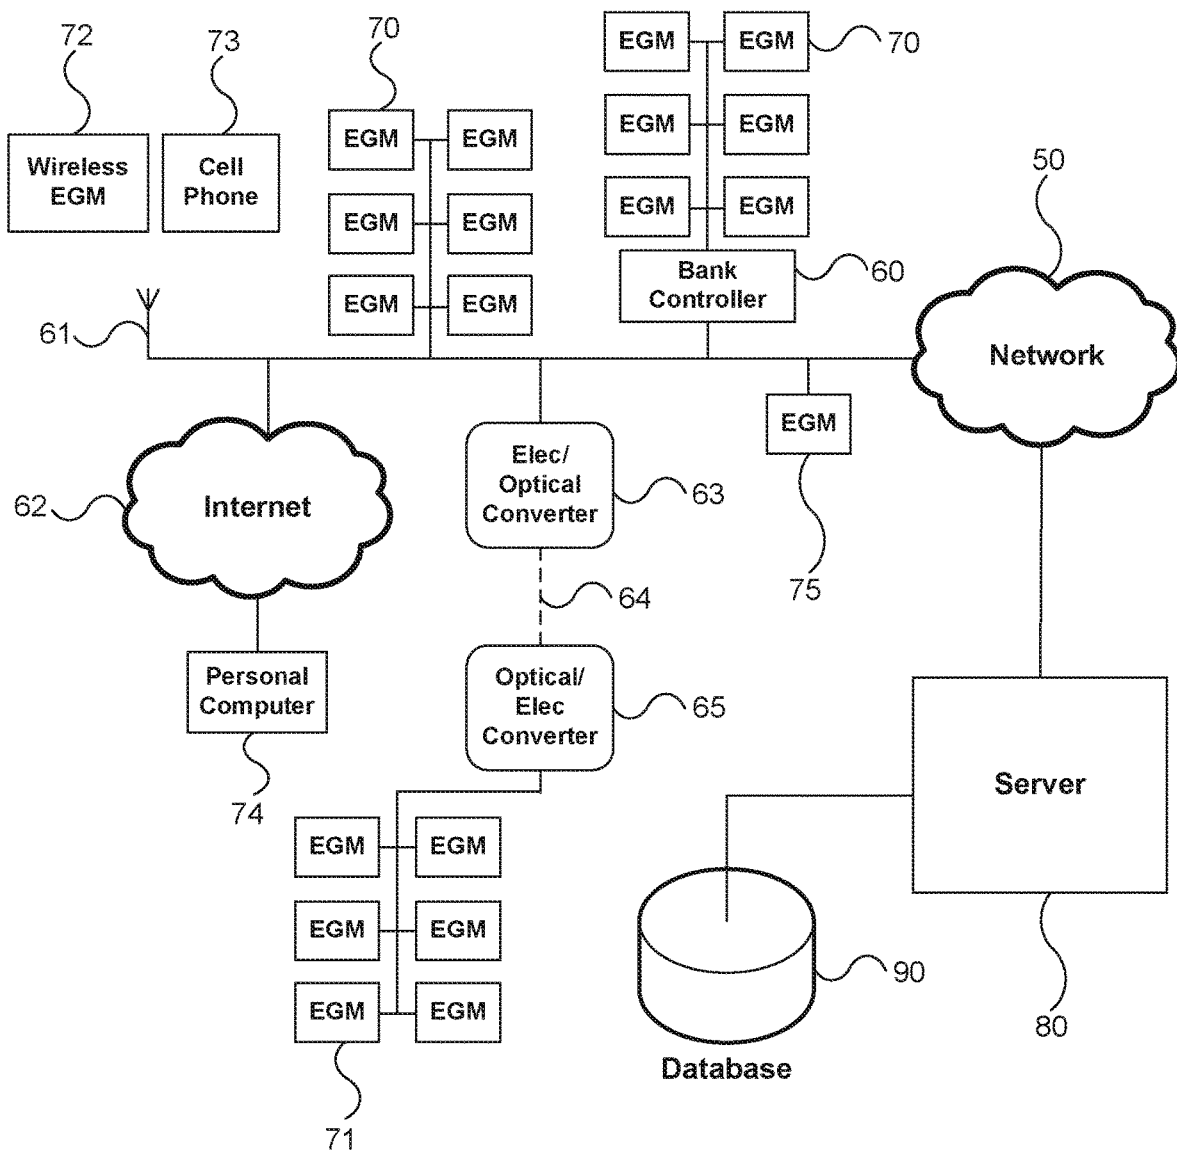 72
73
70
EGM EGM
70
Wireless
EGM
Cell
Phone
EGM EGM
EGM EGM
EGM EGM
EGM EGM
EGM EGM
50
Bank
Controller
60
61
Network
EGM
75
Elec/
Optical
Converter
63
62
Internet
64
Personal
Computer
74
Optical/
Elec
Converter
65
Server
80
EGM EGM
EGM EGM
EGM EGM
71
90
Database